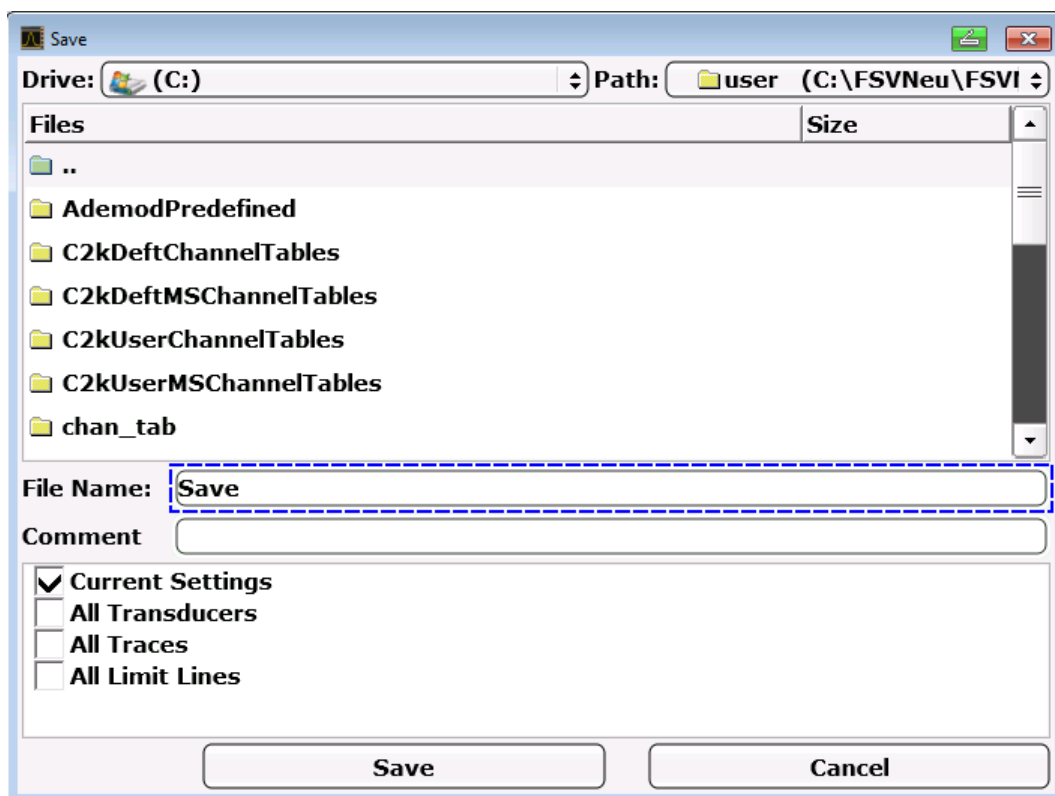 Save
Drive: (C:) Path: user (C:\FSVNeu\FSV
Files Size
..
AdemodPredefined
C2kDeftChannelTables
C2kDeftMSChannelTables
C2kUserChannelTables
C2kUserMSChannelTables
chan_tab
File Name: Save
Comment
Current Settings
All Transducers
All Traces
All Limit Lines
Save Cancel